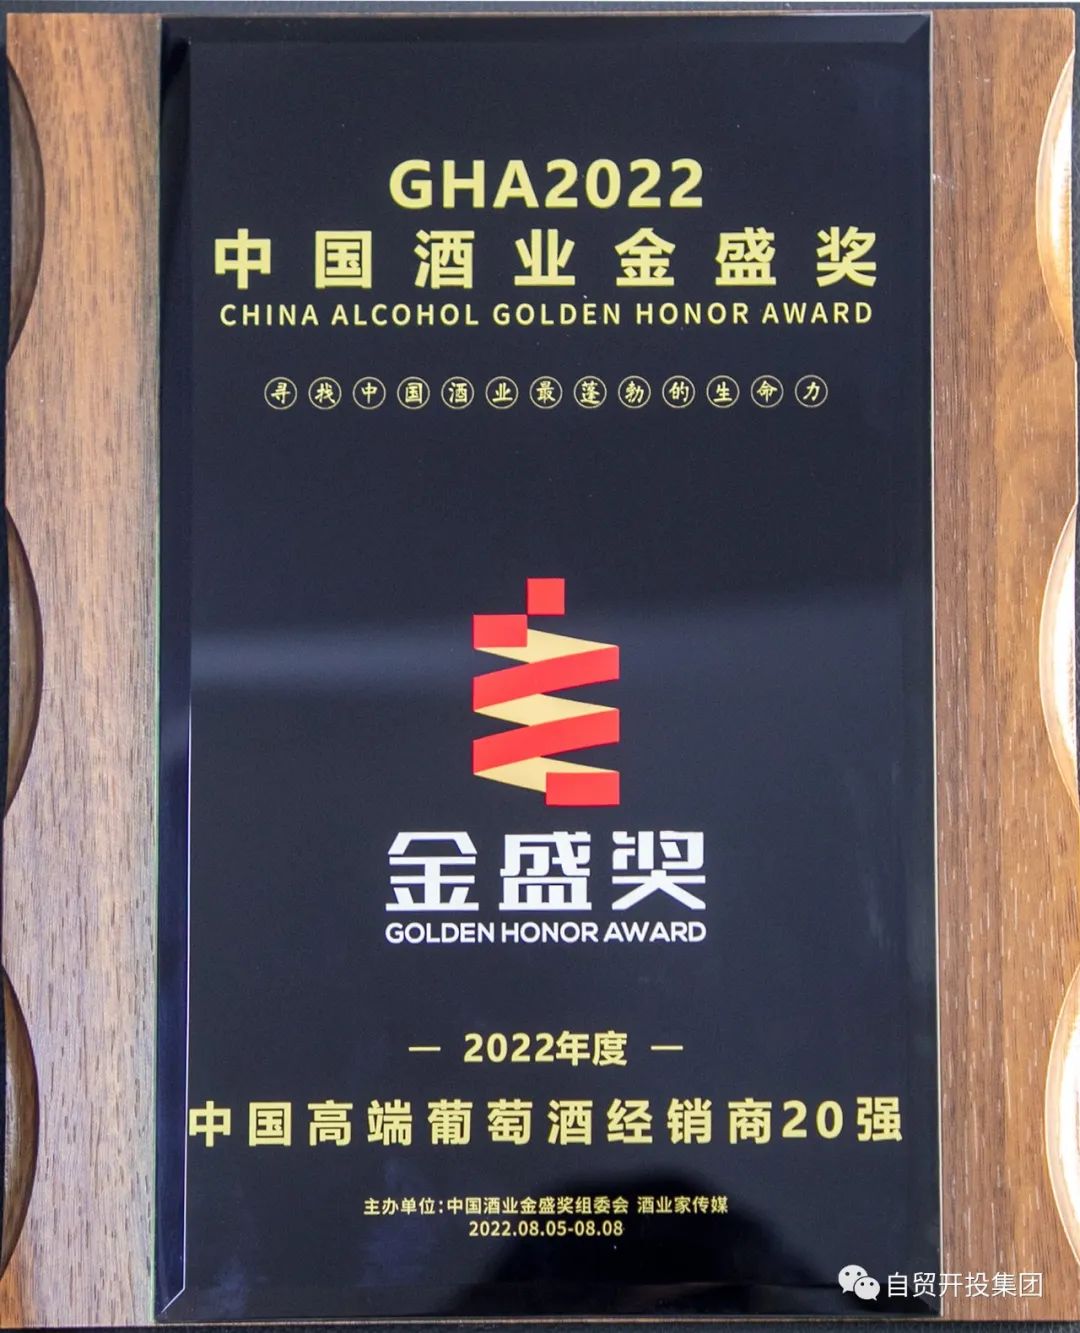 GHA2022
中国酒业金盛奖
CHINA ALCOHOL GOLDEN HONOR AWARD
寻找中国酒业最蓬勃的生命力
金盛奖
GOLDEN HONOR AWARD
— 2022年度 —
中国高端葡萄酒经销商20强
主办单位:中国酒业金盛奖组委会 酒业家传媒
2022.08.05-08.08
自贸开投集团